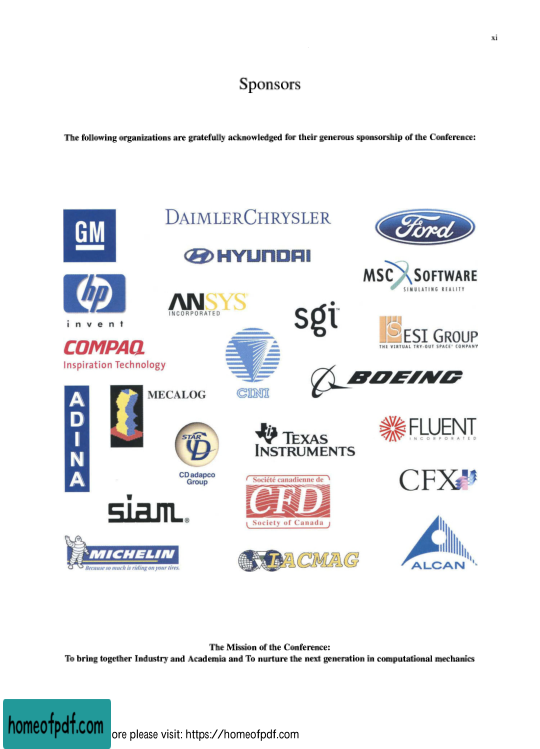 xi
Sponsors
The following organizations are gratefully acknowledged for their generous sponsorship of the Conference:
GM
DAIMLERCHRYSLER
Ford
HYUNDAI
hp
invent
MSC SOFTWARE
SIMULATING REALITY
ANSYS
INCORPORATED
sgi
ESI GROUP
THE VIRTUAL TRY-OUT SPACE COMPANY
COMPAQ
Inspiration Technology
CINI
BOEING
ADINA
MECALOG
STAR CD
CD adapco
Group
TEXAS
INSTRUMENTS
FLUENT
INCORPORATED
CFX
siam
Société canadienne de
CFD
Society of Canada
MICHELIN
Because so much is riding on your tires.
LACMAG
ALCAN
The Mission of the Conference:
To bring together Industry and Academia and To nurture the next generation in computational mechanics
homeofpdf.com
ore please visit: https://homeofpdf.com